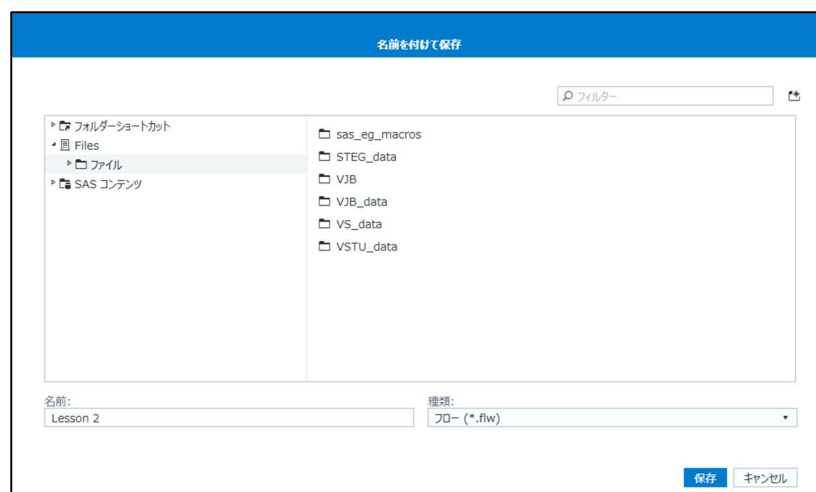 名前を付けて保存
フィルター
フォルダーショートカット
Files
ファイル
SAS コンテンツ
sas_eg_macros
STEG_data
VJB
VJB_data
VS_data
VSTU_data
名前:
Lesson 2
種類:
フロー (*.flw)
保存
キャンセル